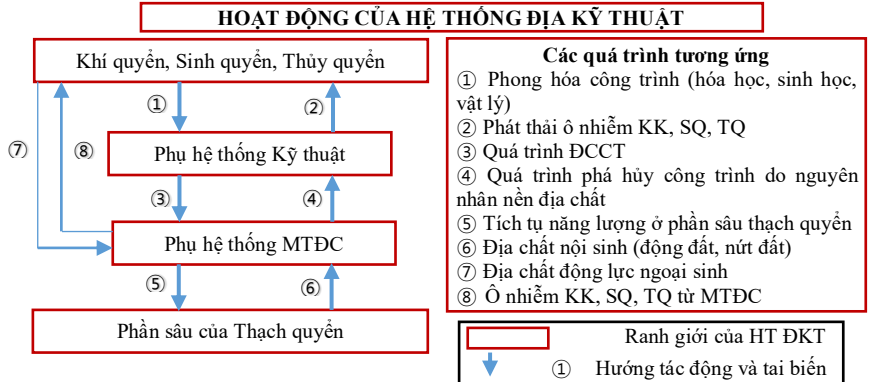 HOẠT ĐỘNG CỦA HỆ THỐNG ĐỊA KỸ THUẬT
Khí quyển, Sinh quyển, Thủy quyển
①
②
⑦
⑧
Phụ hệ thống Kỹ thuật
③
④
Phụ hệ thống MTĐC
⑤
⑥
Phần sâu của Thạch quyển
Các quá trình tương ứng
① Phong hóa công trình (hóa học, sinh học,
vật lý)
② Phát thải ô nhiễm KK, SQ, TQ
③ Quá trình ĐCCT
④ Quá trình phá hủy công trình do nguyên
nhân nền địa chất
⑤ Tích tụ năng lượng ở phần sâu thạch quyển
⑥ Địa chất nội sinh (động đất, nứt đất)
⑦ Địa chất động lực ngoại sinh
⑧ Ô nhiễm KK, SQ, TQ từ MTĐC
Ranh giới của HT ĐKT
① Hướng tác động và tai biến